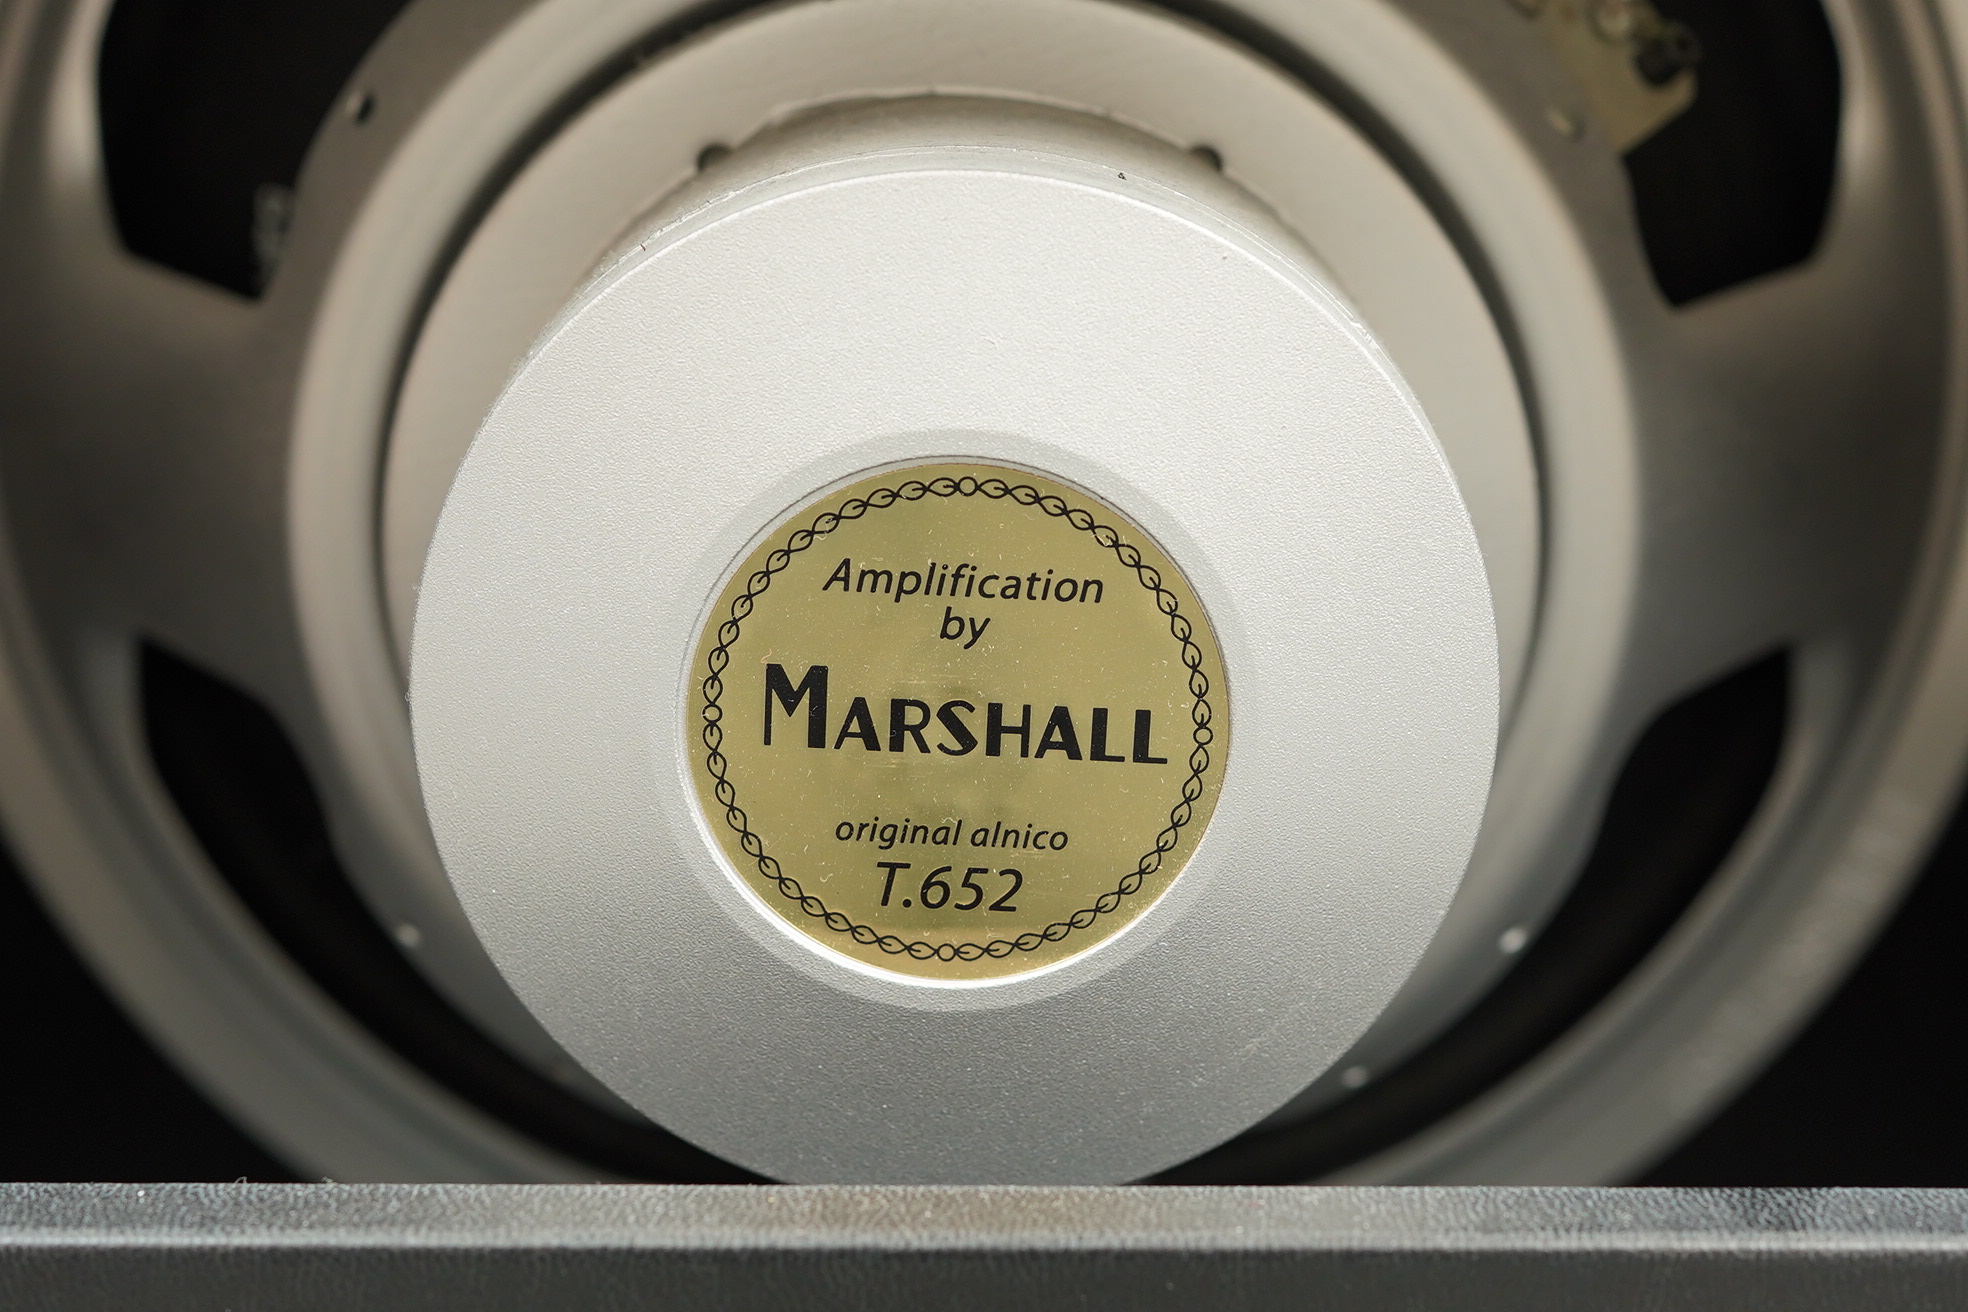 Amplification
by
MARSHALL
original alnico
T.652